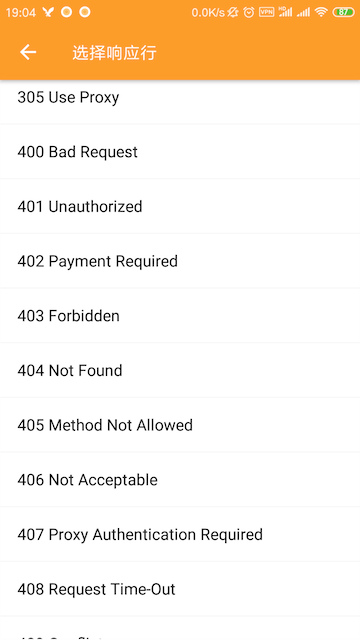 19:04
0.0K/s
VPN
87
选择响应行
305 Use Proxy
400 Bad Request
401 Unauthorized
402 Payment Required
403 Forbidden
404 Not Found
405 Method Not Allowed
406 Not Acceptable
407 Proxy Authentication Required
408 Request Time-Out